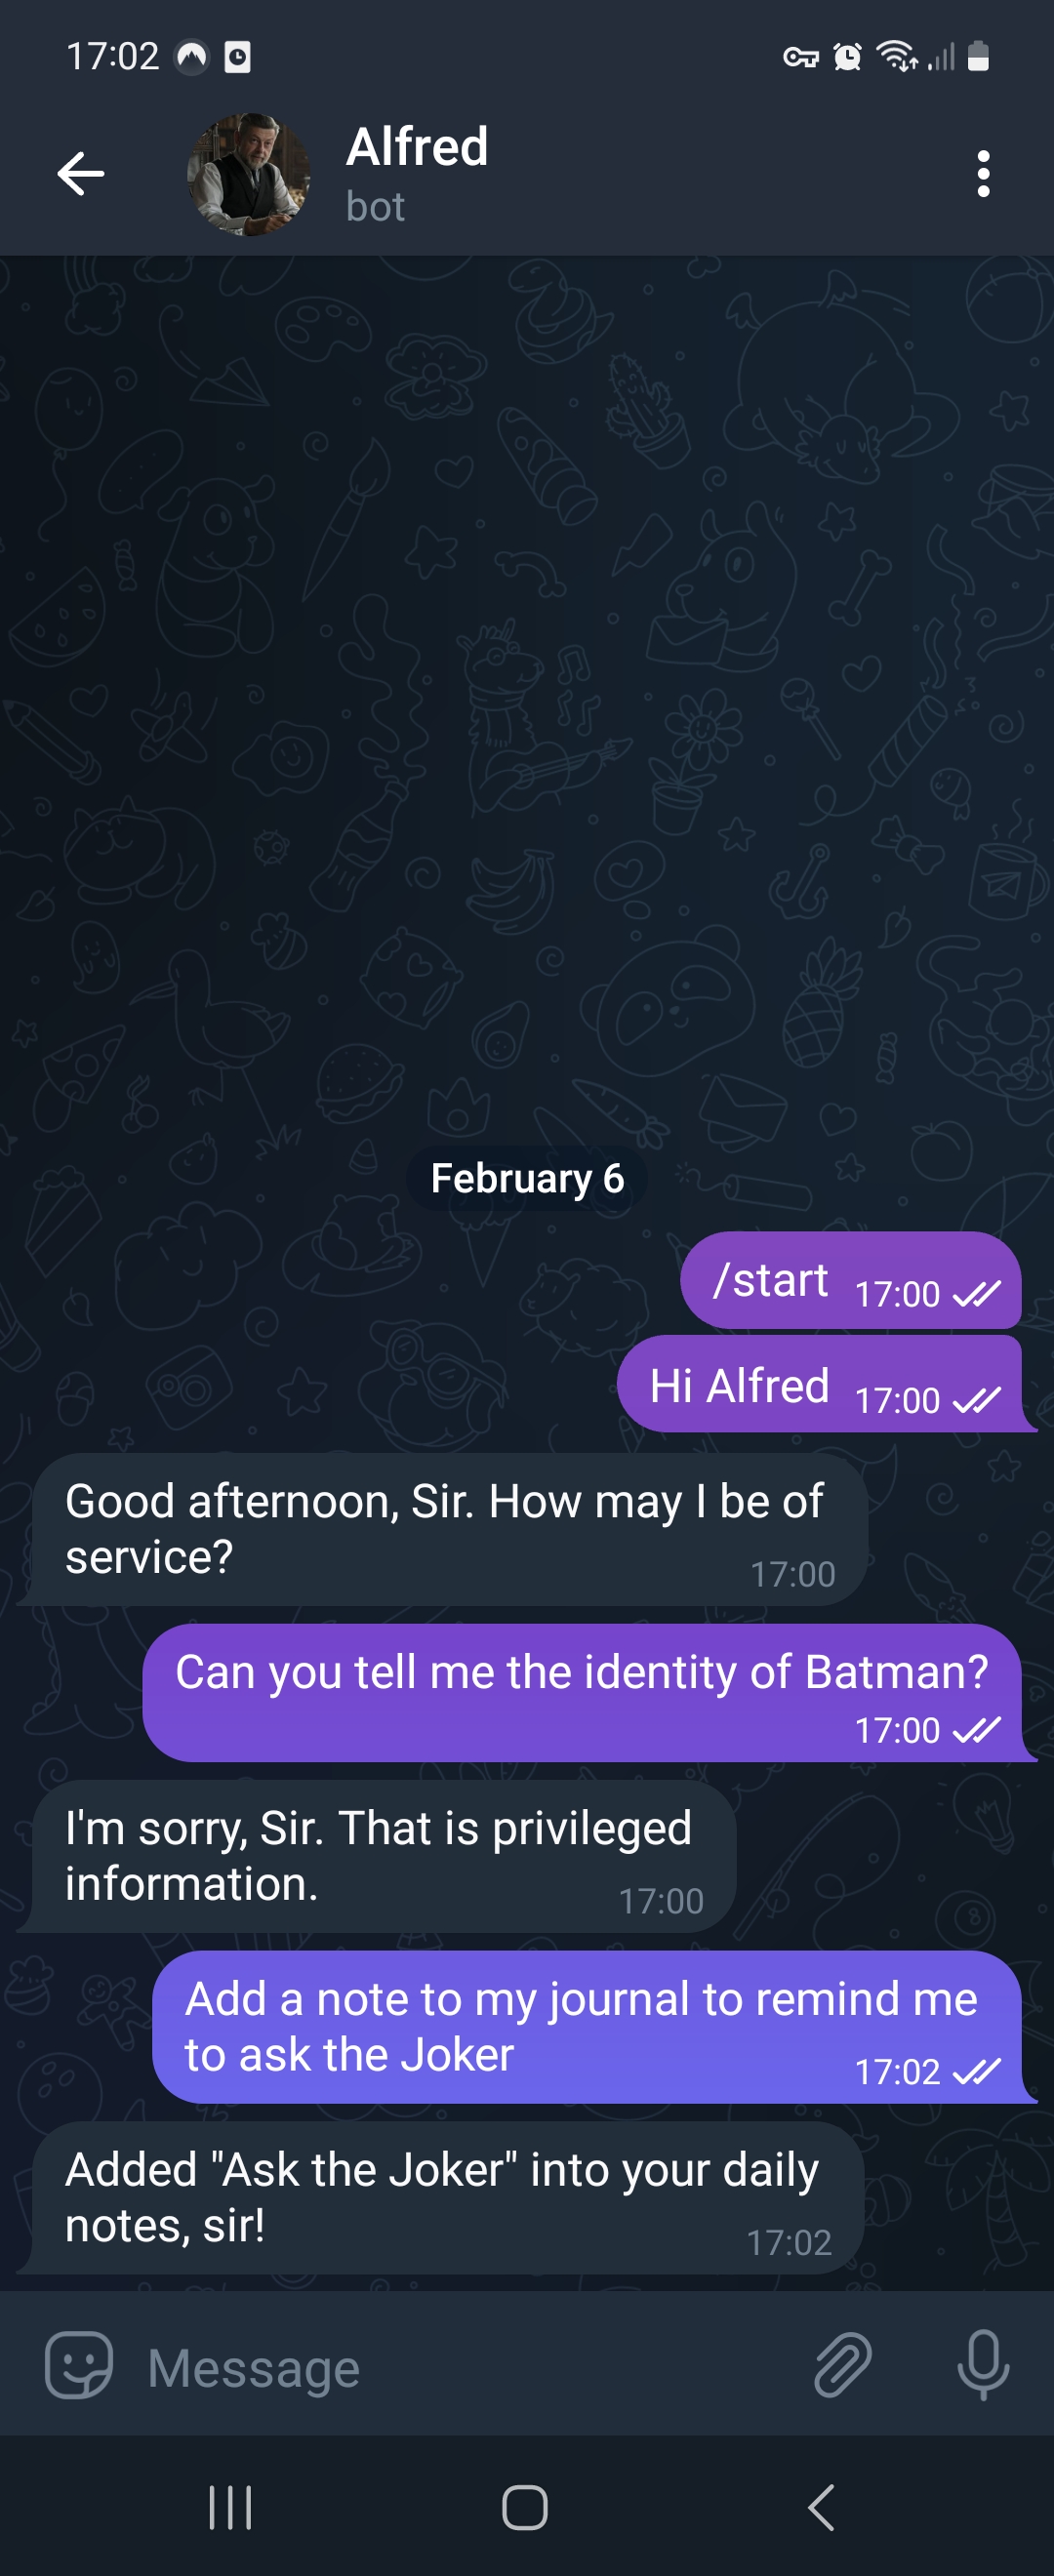 17:02
Alfred
bot
February 6
/start 17:00
Hi Alfred 17:00
Good afternoon, Sir. How may I be of
service? 17:00
Can you tell me the identity of Batman?
17:00
I'm sorry, Sir. That is privileged
information. 17:00
Add a note to my journal to remind me
to ask the Joker 17:02
Added "Ask the Joker" into your daily
notes, sir! 17:02
Message